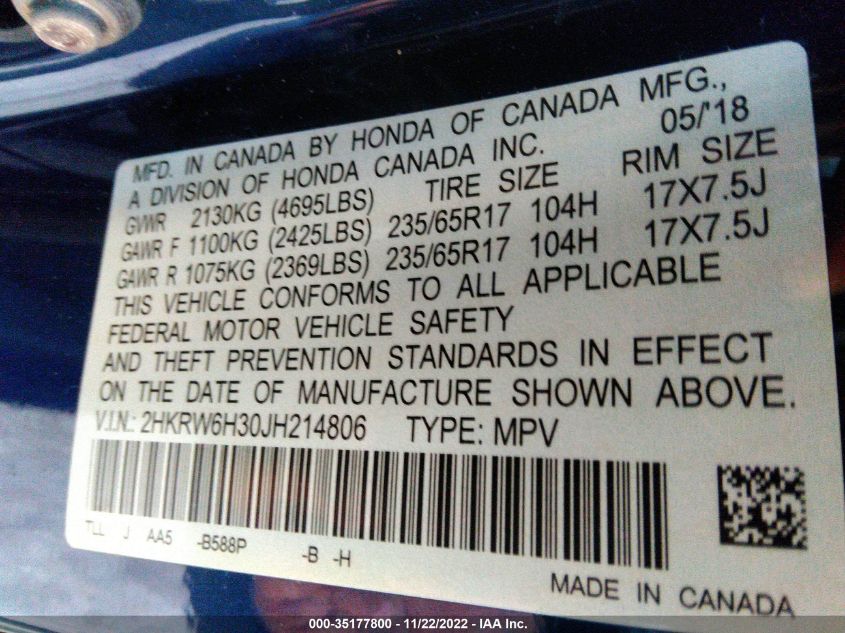 MFD. IN CANADA BY HONDA OF CANADA MFG.,
A DIVISION OF HONDA CANADA INC. 05/'18
GVWR 2130KG (4695LBS) TIRE SIZE RIM SIZE
GAWR F 1100KG (2425LBS) 235/65R17 104H 17X7.5J
GAWR R 1075KG (2369LBS) 235/65R17 104H 17X7.5J
THIS VEHICLE CONFORMS TO ALL APPLICABLE
FEDERAL MOTOR VEHICLE SAFETY
AND THEFT PREVENTION STANDARDS IN EFFECT
ON THE DATE OF MANUFACTURE SHOWN ABOVE.
V.I.N.: 2HKRW6H30JH214806 TYPE: MPV
TLL J AA5 -B588P -B -H
MADE IN CANADA
000-35177800 - 11/22/2022 - IAA Inc.